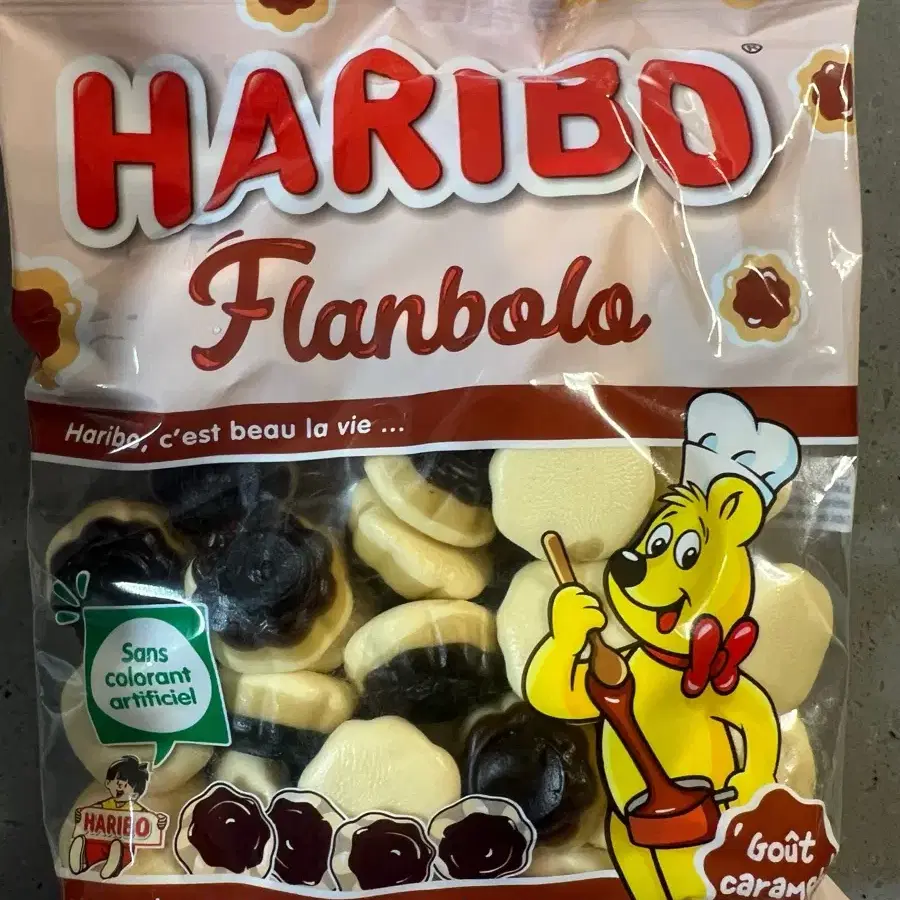 HARIBO®
Flanbolo
Haribo, c'est beau la vie ...
Sans
colorant
artificiel
HARIBO
Goût